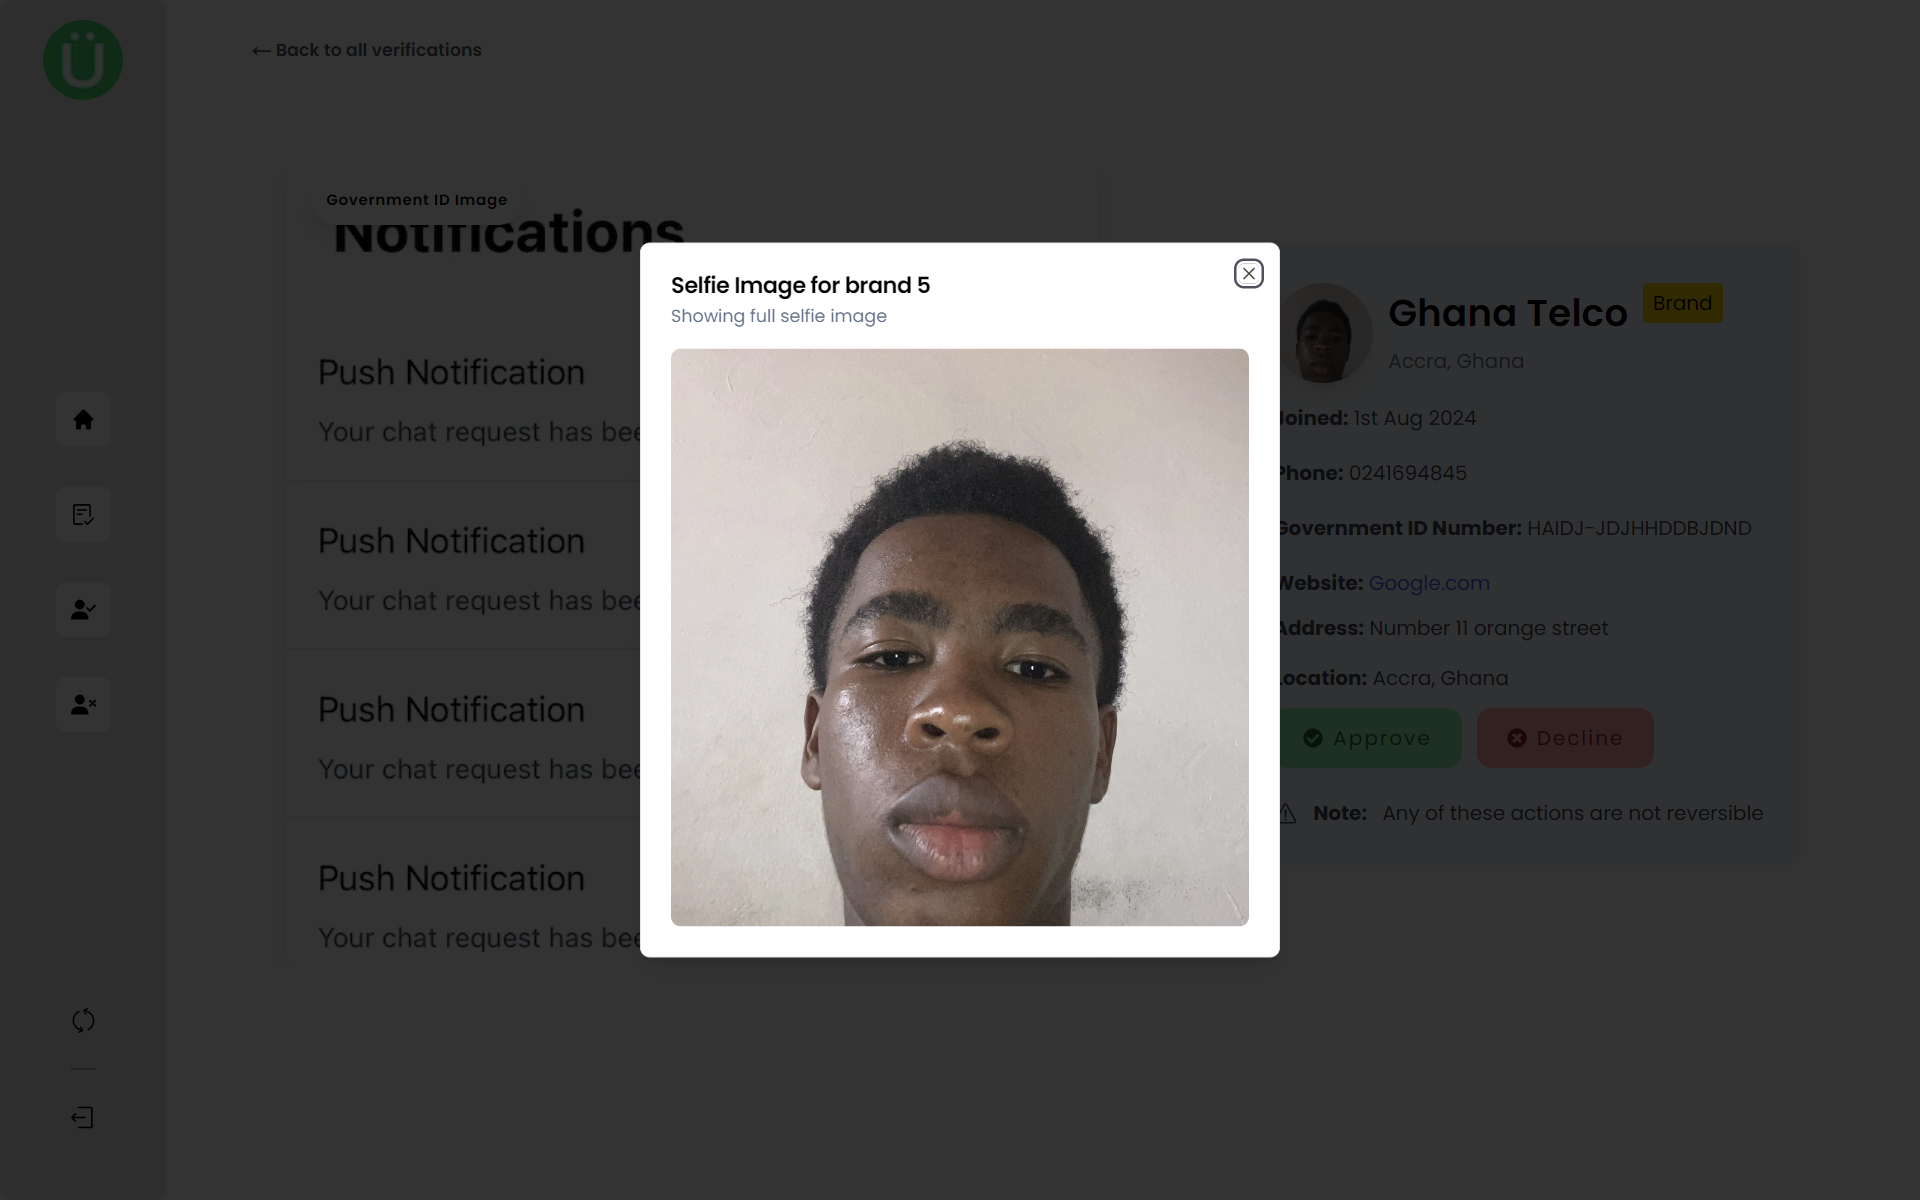 Ü
← Back to all verifications
Government ID Image
Notifications
Push Notification
Your chat request has bee
Push Notification
Your chat request has bee
Push Notification
Your chat request has bee
Push Notification
Your chat request has bee
Selfie Image for brand 5
Showing full selfie image
Ghana Telco
Brand
Accra, Ghana
Joined: 1st Aug 2024
Phone: 0241694845
Government ID Number: HAIDJ-JDJHHDDBJDND
Website: Google.com
Address: Number 11 orange street
Location: Accra, Ghana
Approve
Decline
Note: Any of these actions are not reversible